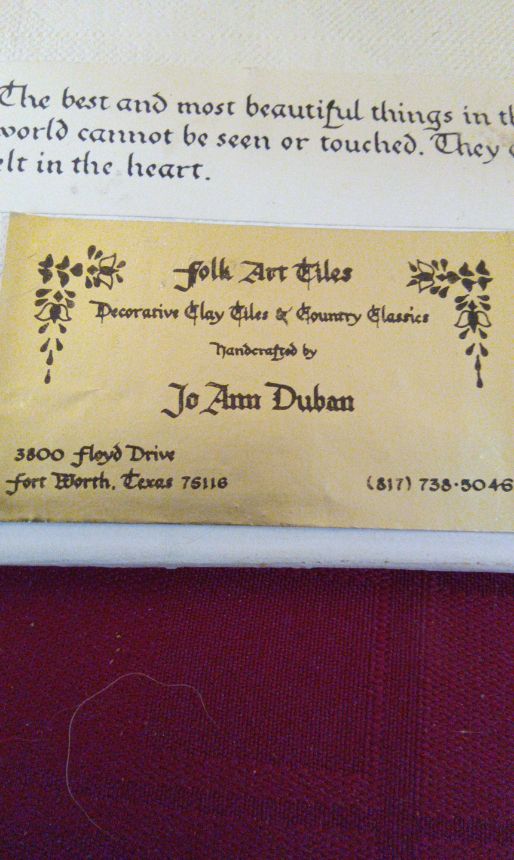 The best and most beautiful things in th
world cannot be seen or touched. They
elt in the heart.
Folk Art Tiles
Decorative Clay Tiles & Country Classics
Handcrafted by
Jo Ann Duban
3800 Floyd Drive
Fort Worth, Texas 76116
(817) 738-5046